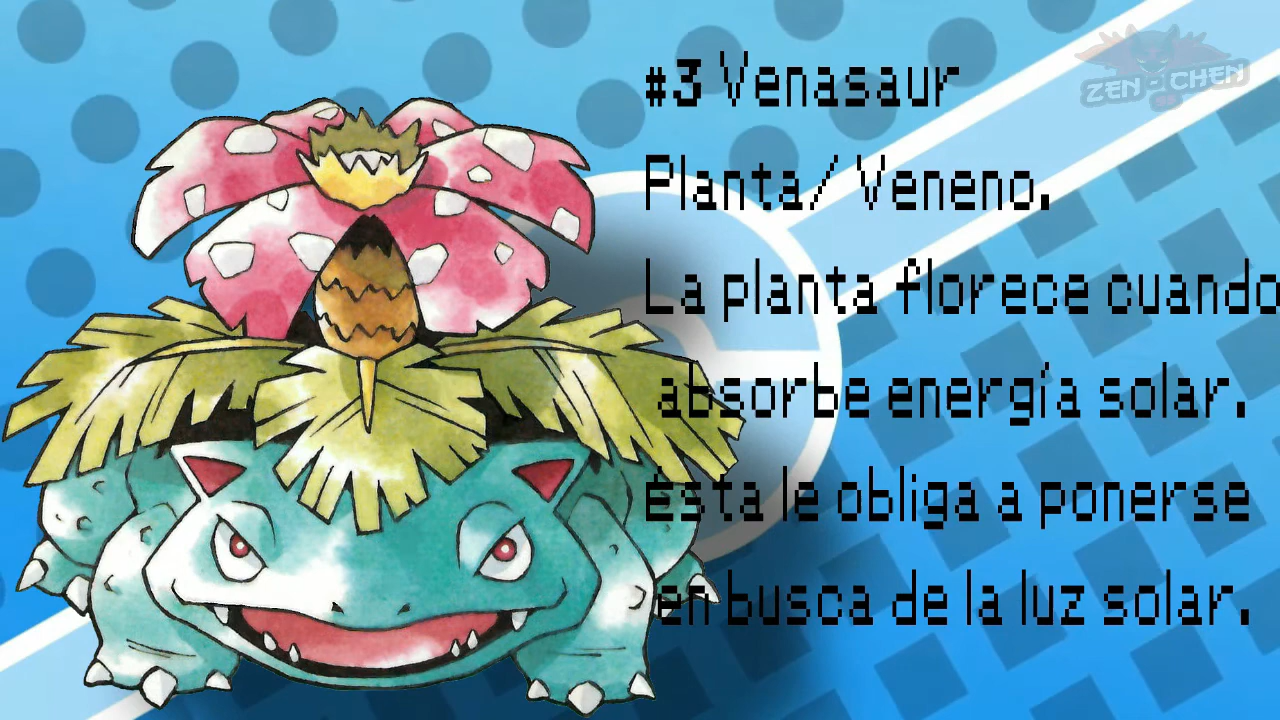 #3 Venasaur
Planta/ Veneno.
La planta florece cuando
absorbe energía solar.
ésta le obliga a ponerse
en busca de la luz solar.
ZEN-CHEN
98